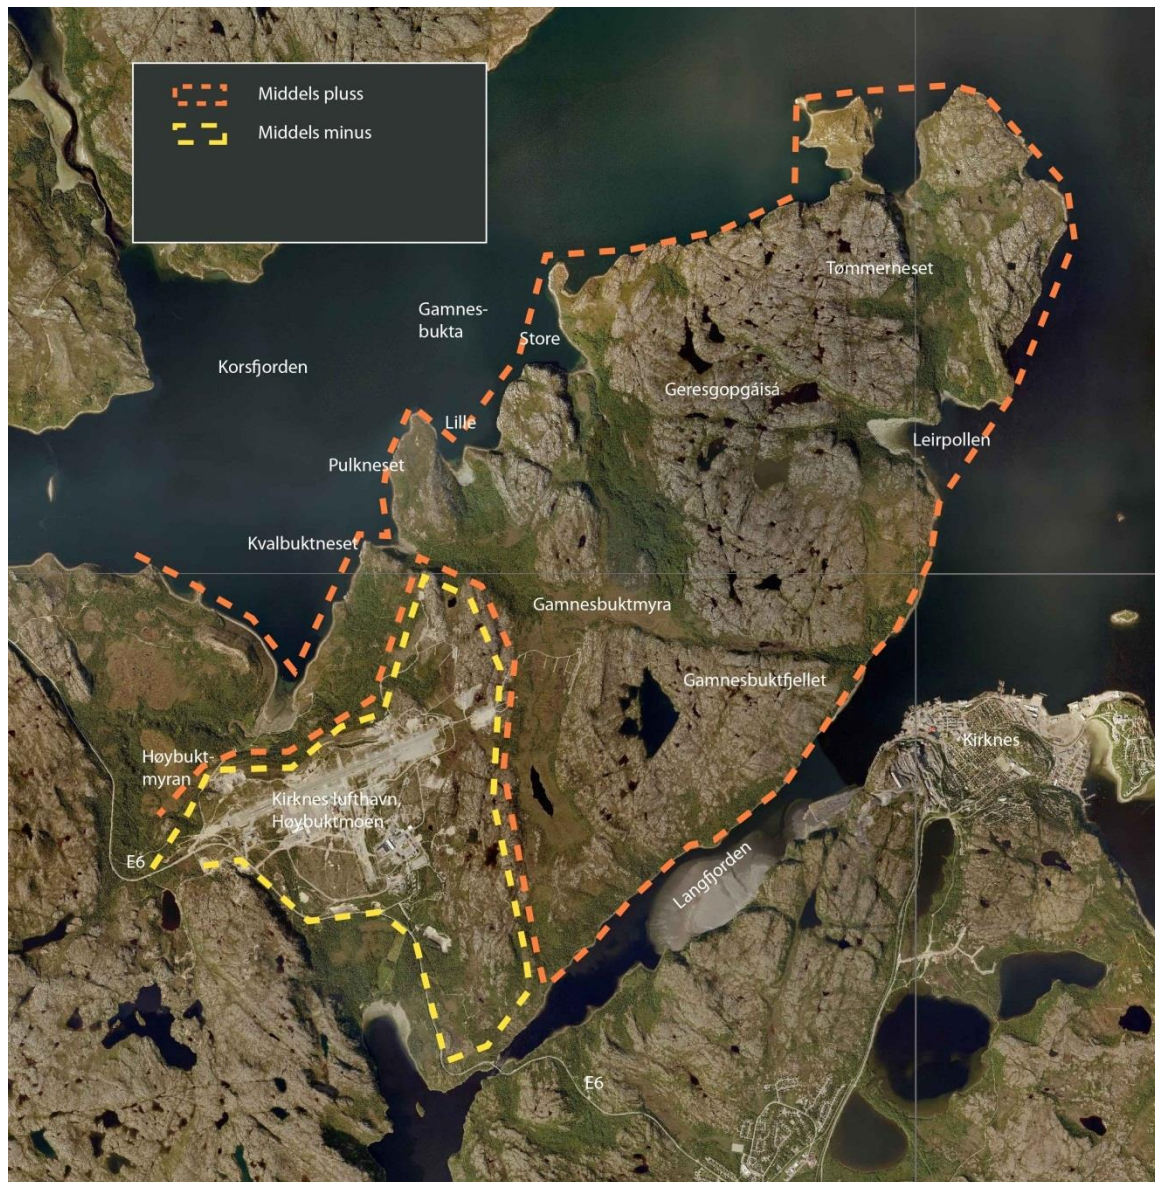 Middels pluss
Middels minus
Tømmerneset
Gamnes-
bukta
Store
Korsfjorden
Geresgopgáisá
Lille
Leirpollen
Pulkneset
Kvalbuktneset
Gamnesbuktmyra
Gamnesbuktfjellet
Kirknes
Høybukt-
myran
Kirknes lufthavn,
Høybuktmoen
E6
Langfjorden
E6